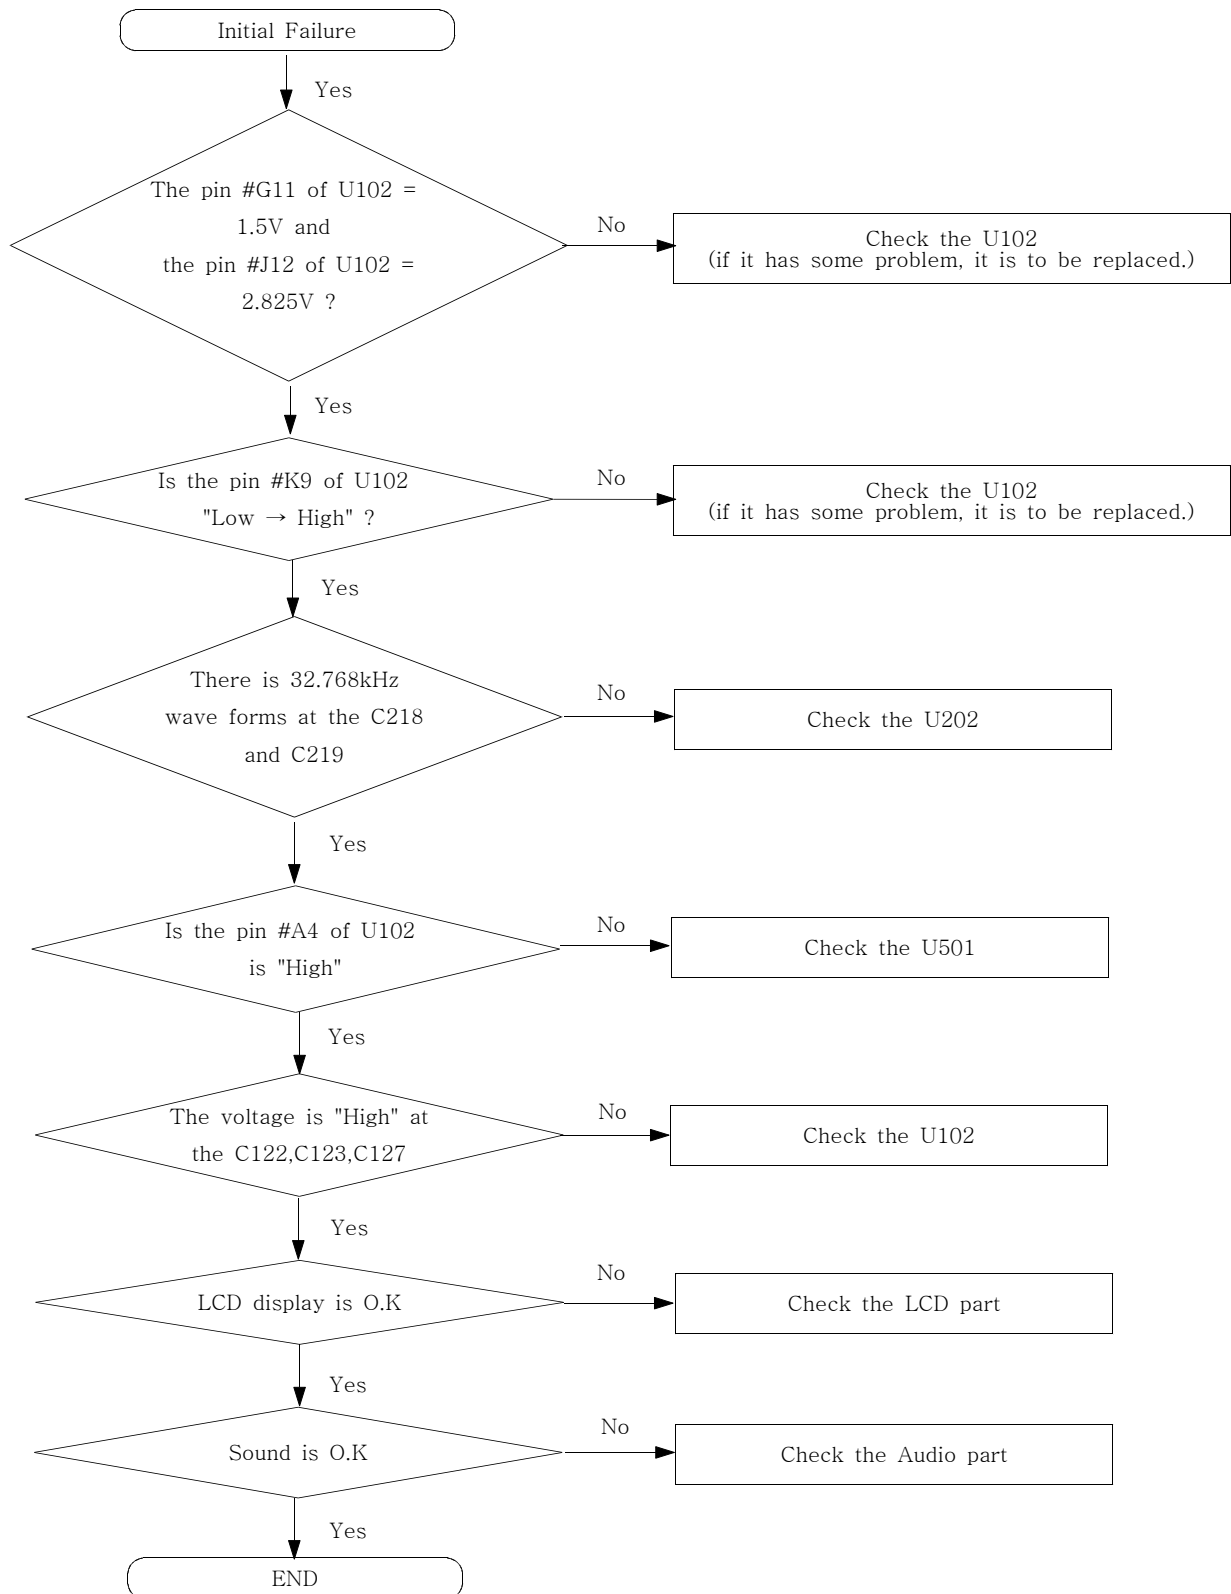 Initial Failure
Yes
The pin #G11 of U102 =
1.5V and
the pin #J12 of U102 =
2.825V ?
No
Check the U102
(if it has some problem, it is to be replaced.)
Yes
Is the pin #K9 of U102
"Low → High" ?
No
Check the U102
(if it has some problem, it is to be replaced.)
Yes
There is 32.768kHz
wave forms at the C218
and C219
No
Check the U202
Yes
Is the pin #A4 of U102
is "High"
No
Check the U501
Yes
The voltage is "High" at
the C122,C123,C127
No
Check the U102
Yes
LCD display is O.K
No
Check the LCD part
Yes
Sound is O.K
No
Check the Audio part
Yes
END